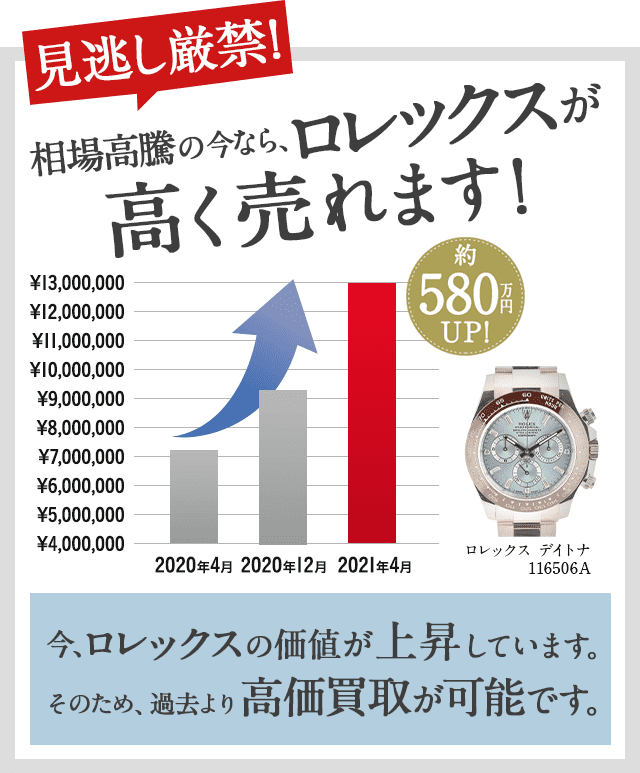 見逃し厳禁!
相場高騰の今なら、ロレックスが
高く売れます!
約
580万円
UP!
¥13,000,000
¥12,000,000
¥11,000,000
¥10,000,000
¥9,000,000
¥8,000,000
¥7,000,000
¥6,000,000
¥5,000,000
¥4,000,000
2020年4月 2020年12月 2021年4月
60
ROLEX
ロレックス デイトナ
116506A
今、ロレックスの価値が上昇しています。
そのため、過去より高価買取が可能です。